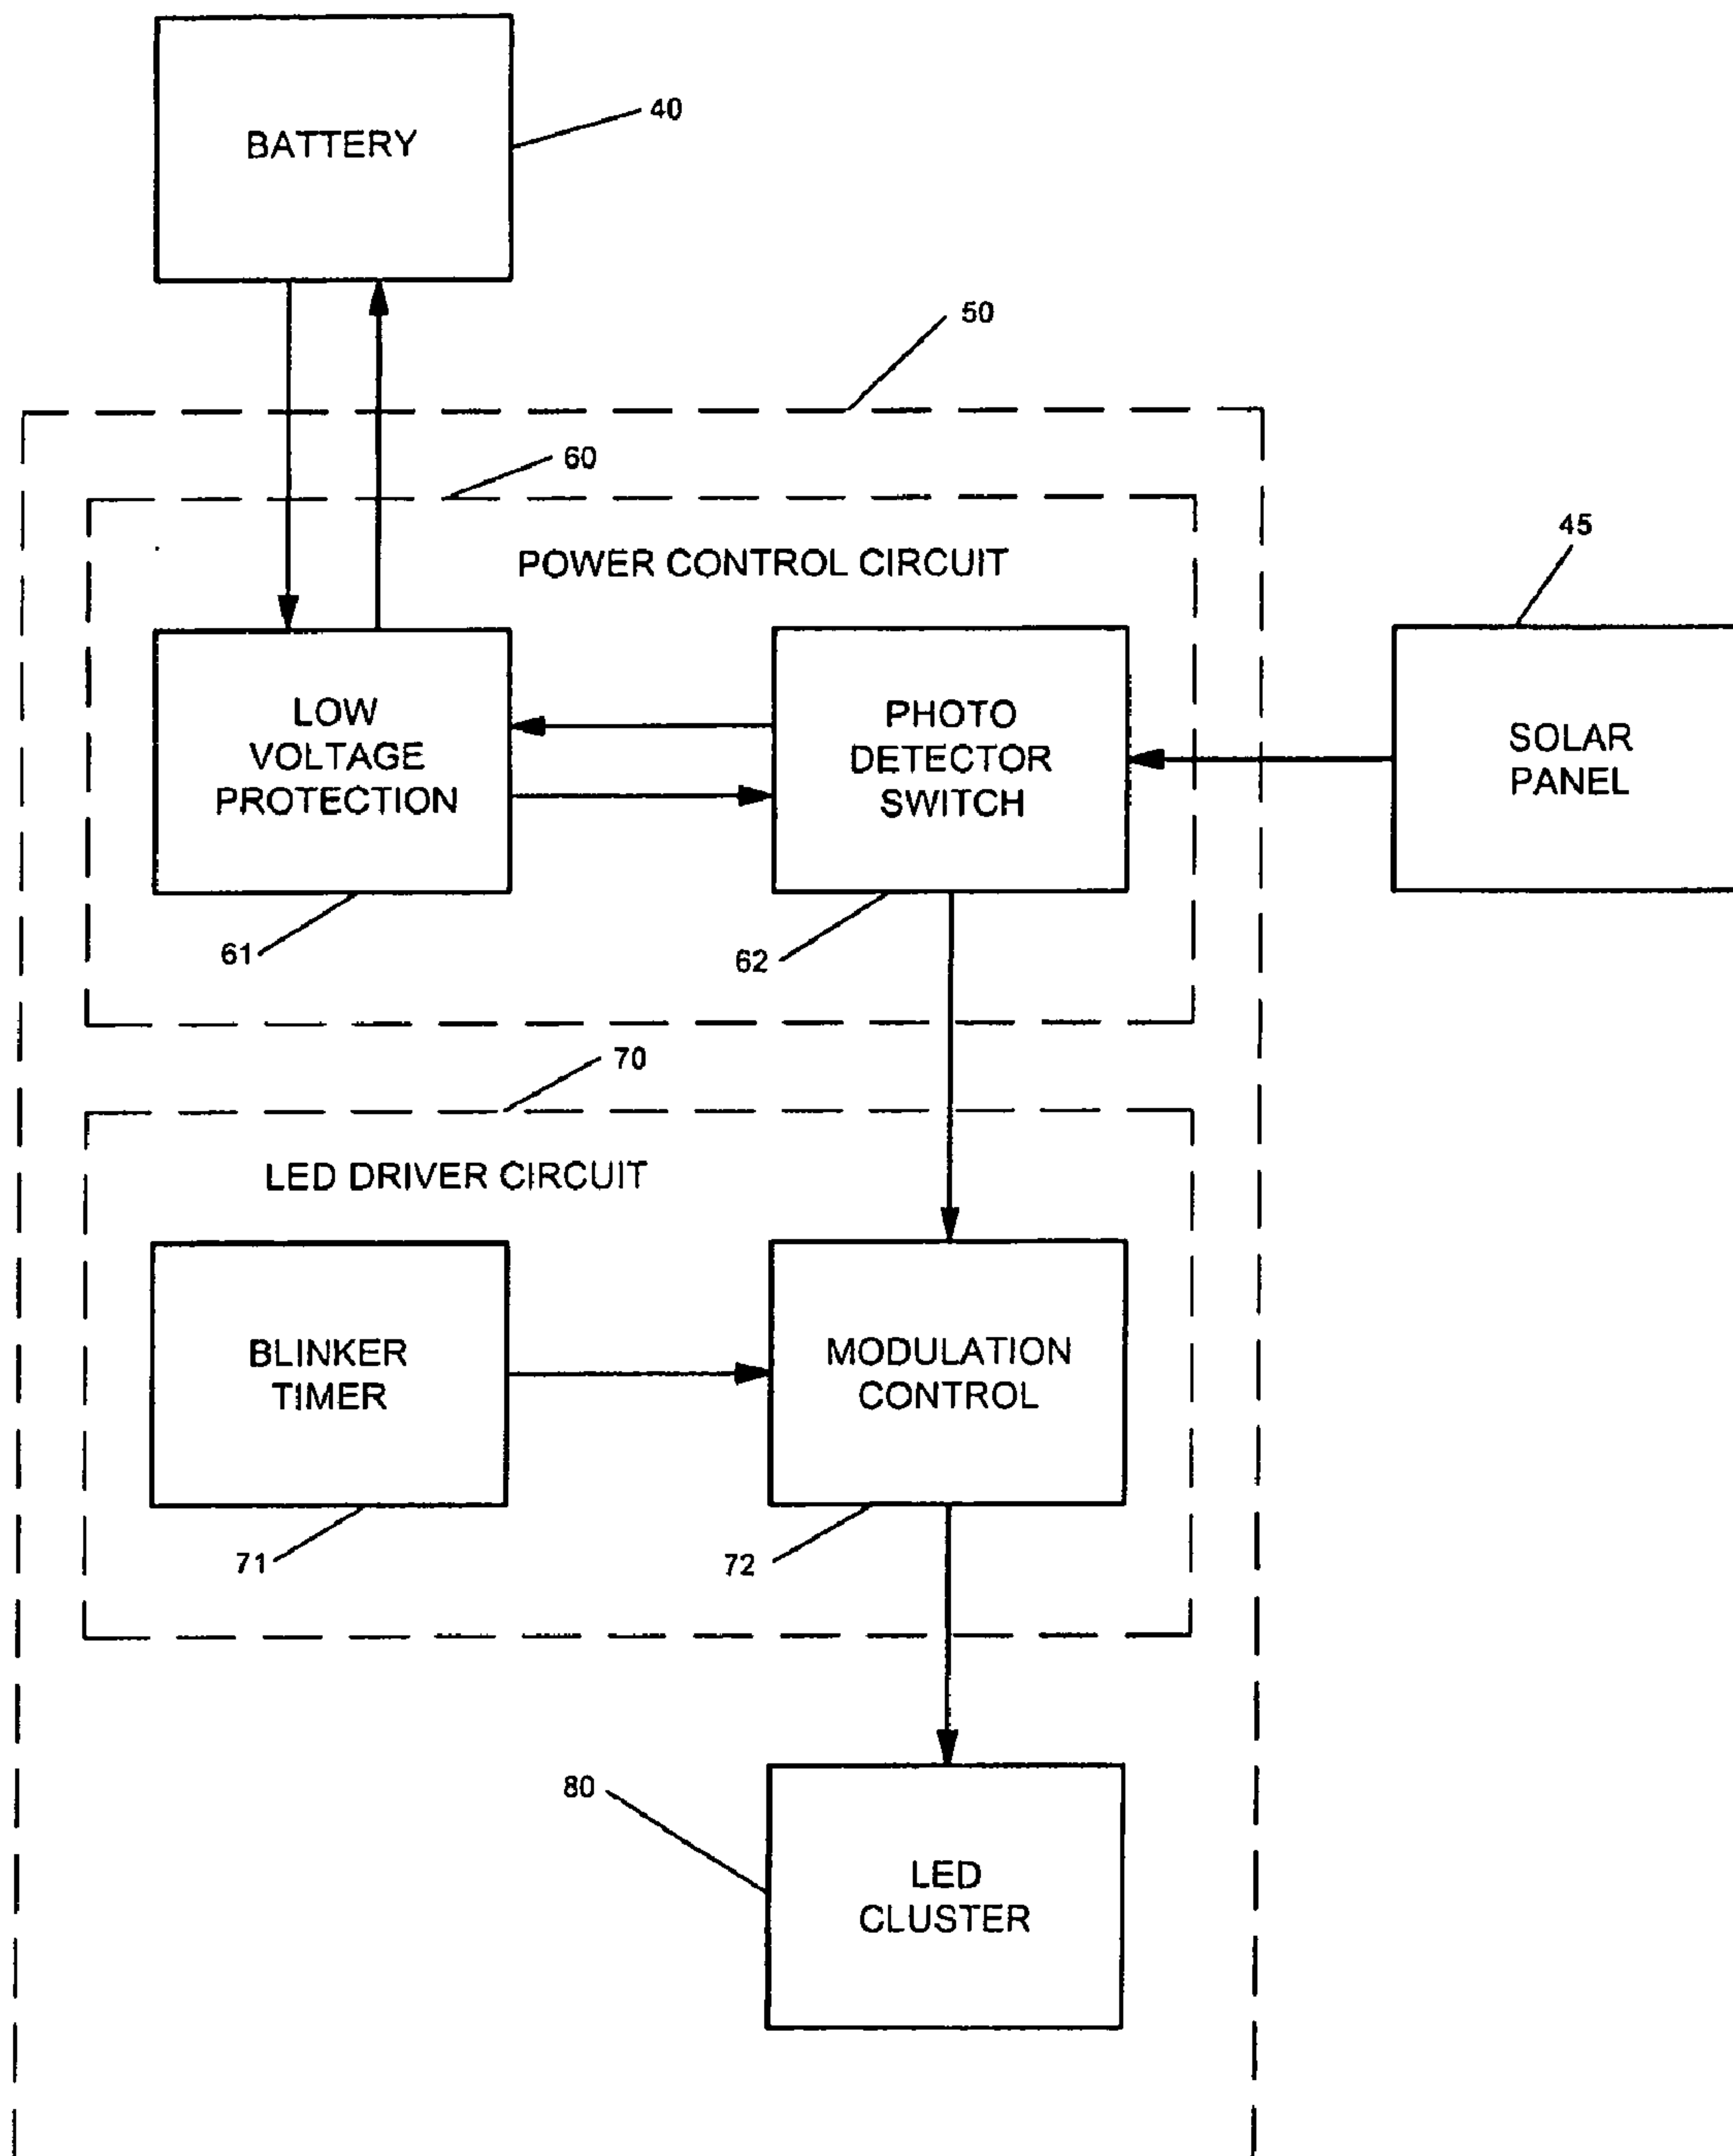 BATTERY
40
50
60
POWER CONTROL CIRCUIT
45
LOW
VOLTAGE
PROTECTION
PHOTO
DETECTOR
SWITCH
SOLAR
PANEL
61
62
70
LED DRIVER CIRCUIT
BLINKER
TIMER
MODULATION
CONTROL
71
72
80
LED
CLUSTER